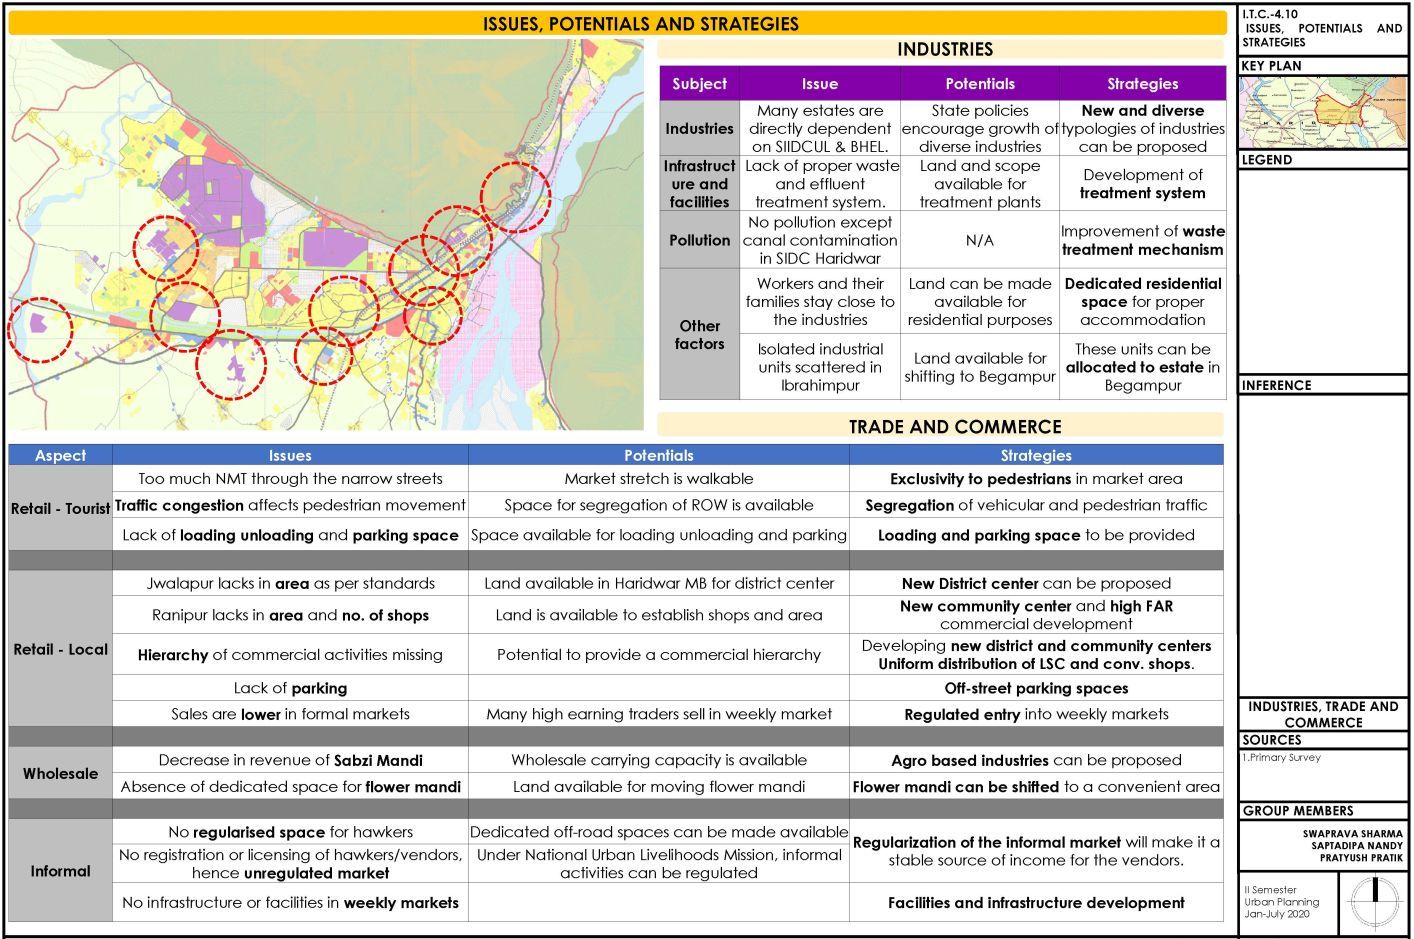 ISSUES, POTENTIALS AND STRATEGIES
INDUSTRIES
Subject Issue Potentials Strategies
Industries
Many estates are
directly dependent
on SIIDCUL & BHEL.
State policies
encourage growth of
diverse industries
New and diverse
typologies of industries
can be proposed
Infrastruct
ure and
facilities
Lack of proper waste
and effluent
treatment system.
Land and scope
available for
treatment plants
Development of
treatment system
Pollution
No pollution except
canal contamination
in SIDC Haridwar
N/A
Improvement of waste
treatment mechanism
Other
factors
Workers and their
families stay close to
the industries
Land can be made
available for
residential purposes
Dedicated residential
space for proper
accommodation
Isolated industrial
units scattered in
Ibrahimpur
Land available for
shifting to Begampur
These units can be
allocated to estate in
Begampur
TRADE AND COMMERCE
Aspect Issues Potentials Strategies
Retail - Tourist
Too much NMT through the narrow streets
Market stretch is walkable
Exclusivity to pedestrians in market area
Traffic congestion affects pedestrian movement
Space for segregation of ROW is available
Segregation of vehicular and pedestrian traffic
Lack of loading unloading and parking space
Space available for loading unloading and parking
Loading and parking space to be provided
Retail - Local
Jwalapur lacks in area as per standards
Land available in Haridwar MB for district center
New District center can be proposed
Ranipur lacks in area and no. of shops
Land is available to establish shops and area
New community center and high FAR
commercial development
Hierarchy of commercial activities missing
Potential to provide a commercial hierarchy
Developing new district and community centers
Uniform distribution of LSC and conv. shops.
Lack of parking
Off-street parking spaces
Sales are lower in formal markets
Many high earning traders sell in weekly market
Regulated entry into weekly markets
Wholesale
Decrease in revenue of Sabzi Mandi
Wholesale carrying capacity is available
Agro based industries can be proposed
Absence of dedicated space for flower mandi
Land available for moving flower mandi
Flower mandi can be shifted to a convenient area
Informal
No regularised space for hawkers
Dedicated off-road spaces can be made available
Regularization of the informal market will make it a
stable source of income for the vendors.
No registration or licensing of hawkers/vendors,
hence unregulated market
Under National Urban Livelihoods Mission, informal
activities can be regulated
No infrastructure or facilities in weekly markets
Facilities and infrastructure development
I.T.C.-4.10
ISSUES, POTENTIALS AND
STRATEGIES
KEY PLAN
LEGEND
INFERENCE
INDUSTRIES, TRADE AND
COMMERCE
SOURCES
1.Primary Survey
GROUP MEMBERS
SWAPRAVA SHARMA
SAPTADIPA NANDY
PRATYUSH PRATIK
II Semester
Urban Planning
Jan-July 2020